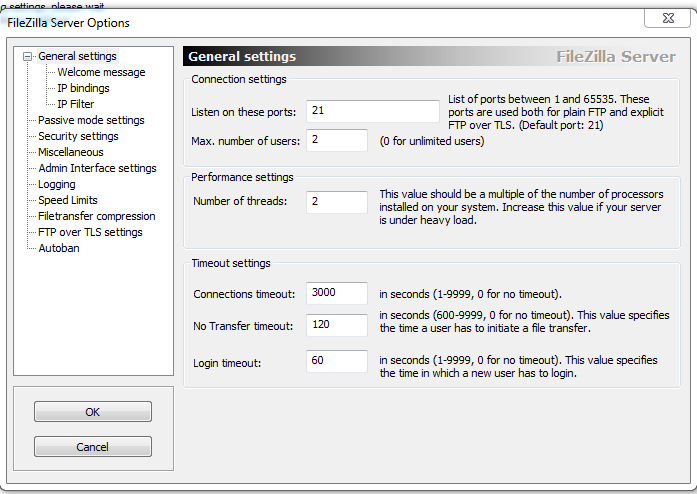 g settings, please wait
FileZilla Server Options
General settings
Welcome message
IP bindings
IP Filter
Passive mode settings
Security settings
Miscellaneous
Admin Interface settings
Logging
Speed Limits
Filetransfer compression
FTP over TLS settings
Autoban
OK
Cancel
General settings
FileZilla Server
Connection settings
Listen on these ports:
21
List of ports between 1 and 65535. These
ports are used both for plain FTP and explicit
FTP over TLS. (Default port: 21)
Max. number of users:
2
(0 for unlimited users)
Performance settings
Number of threads:
2
This value should be a multiple of the number of processors
installed on your system. Increase this value if your server
is under heavy load.
Timeout settings
Connections timeout:
3000
in seconds (1-9999, 0 for no timeout).
No Transfer timeout:
120
in seconds (600-9999, 0 for no timeout). This value specifies
the time a user has to initiate a file transfer.
Login timeout:
60
in seconds (1-9999, 0 for no timeout). This value specifies
the time in which a new user has to login.